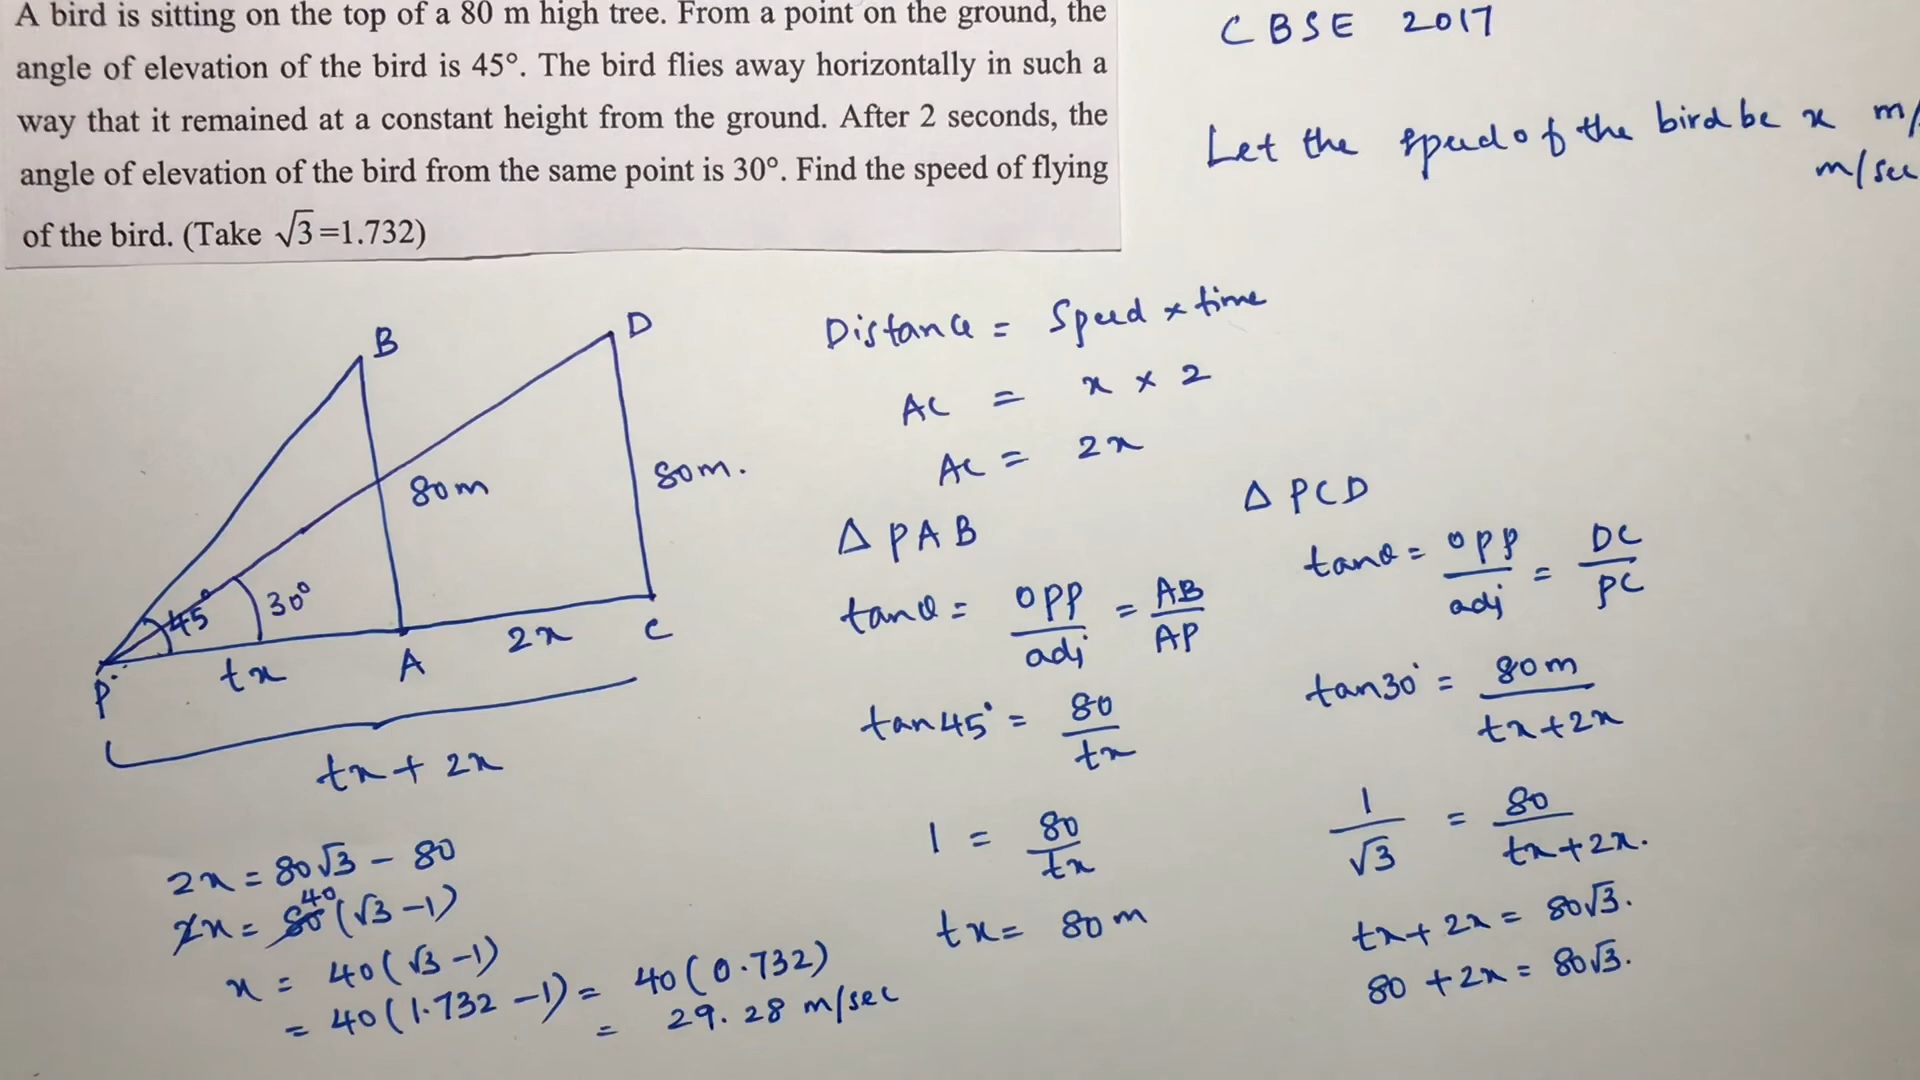 A bird is sitting on the top of a 80 m high tree. From a point on the ground, the
angle of elevation of the bird is 45°. The bird flies away horizontally in such a
way that it remained at a constant height from the ground. After 2 seconds, the
angle of elevation of the bird from the same point is 30°. Find the speed of flying
of the bird. (Take √3=1.732)
CBSE 2017
Let the speed of the bird be x m/
m/sec
B
D
80m
80m.
45°
30°
P
tx
A
2x
C
tx + 2x
Distance = Speed × time
AC = x × 2
AC = 2x
Δ PAB
tanθ = opp/adj = AB/AP
tan45° = 80/tx
1 = 80/tx
tx = 80m
Δ PCD
tanθ = opp/adj = DC/PC
tan30° = 80m/tx+2x
1/√3 = 80/tx+2x.
tx + 2x = 80√3.
80 + 2x = 80√3.
2x = 80√3 - 80
40
2x = 80(√3 -1)
x = 40(√3 -1)
= 40(1.732 -1) = 40(0.732)
= 29.28 m/sec